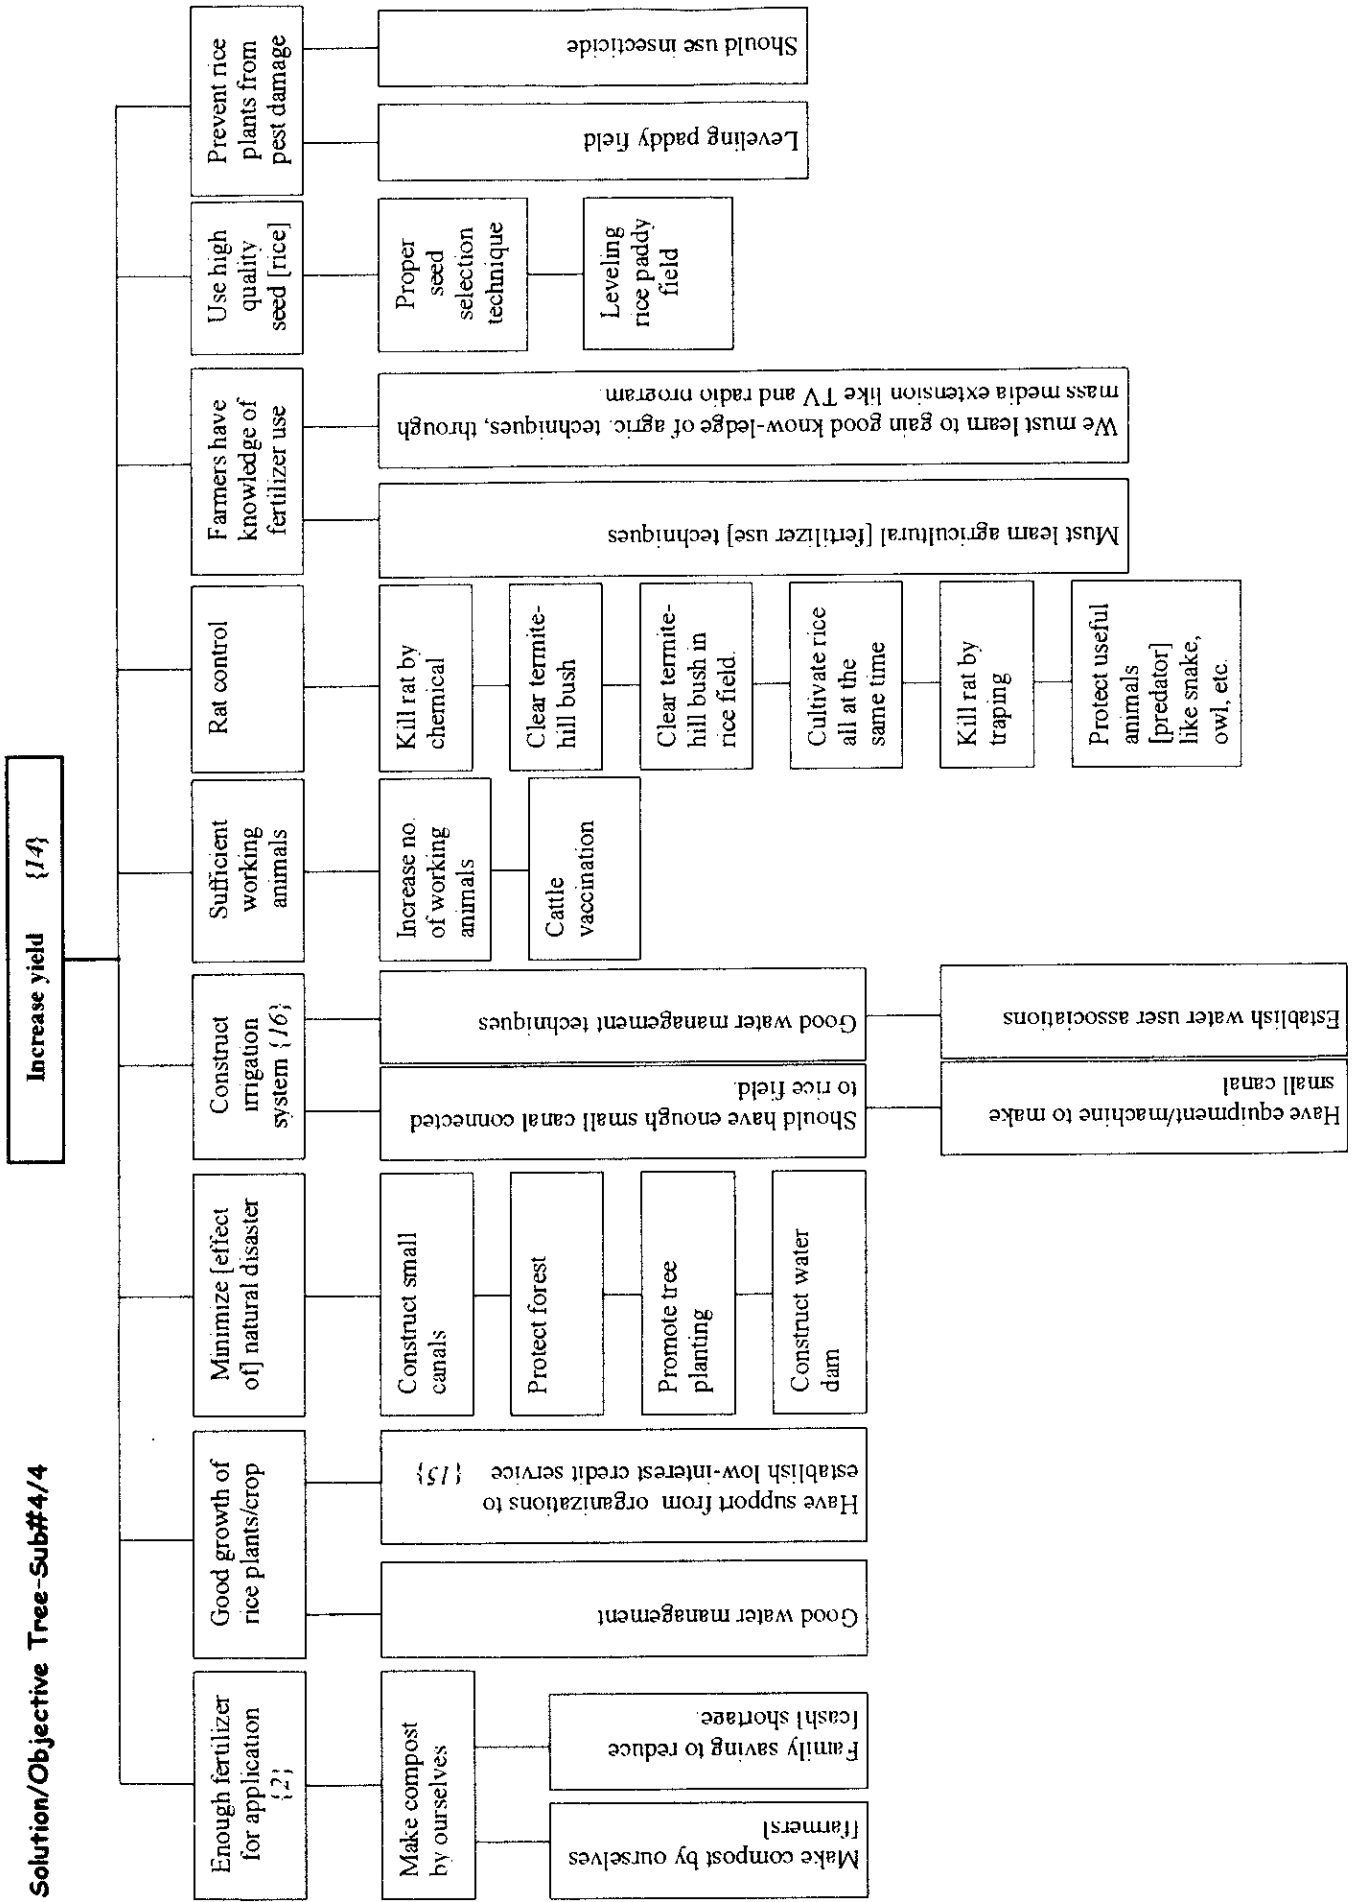 Solution/Objective Tree-Sub#4/4
Increase yield {14}
Enough fertilizer
for application
{2}
Make compost
by ourselves
Make compost by ourselves
[farmers]
Family saving to reduce
[cash] shortage.
Good growth of
rice plants/crop
Good water management
Have support from organizations to
establish low-interest credit service {15}
Minimize [effect
of] natural disaster
Construct small
canals
Protect forest
Promote tree
planting
Construct water
dam
Construct
irrigation
system {16}
Should have enough small canal connected
to rice field.
Have equipment/machine to make
small canal
Good water management techniques
Establish water user associations
Sufficient
working
animals
Increase no.
of working
animals
Cattle
vaccination
Rat control
Kill rat by
chemical
Clear termite-
hill bush
Clear termite-
hill bush in
rice field.
Cultivate rice
all at the
same time
Kill rat by
traping
Protect useful
animals
[predator]
like snake,
owl, etc.
Farmers have
knowledge of
fertilizer use
Must learn agricultural [fertilizer use] techniques
We must learn to gain good know-ledge of agric. techniques, through
mass media extension like TV and radio program.
Use high
quality
seed [rice]
Proper
seed
selection
technique
Leveling
rice paddy
field
Prevent rice
plants from
pest damage
Leveling paddy field
Should use insecticide